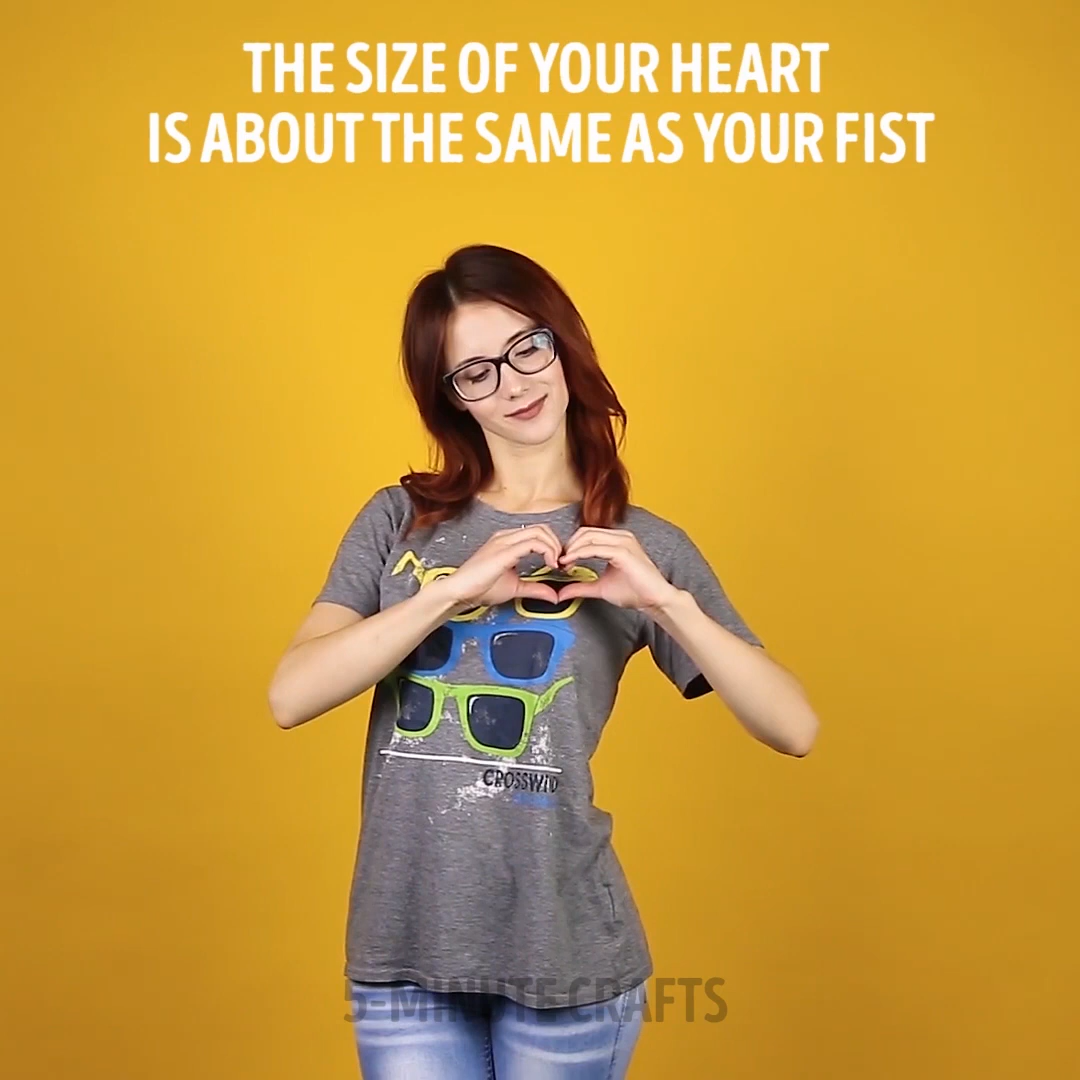 THE SIZE OF YOUR HEART
IS ABOUT THE SAME AS YOUR FIST
CROSSWIND
5-MINUTE CRAFTS